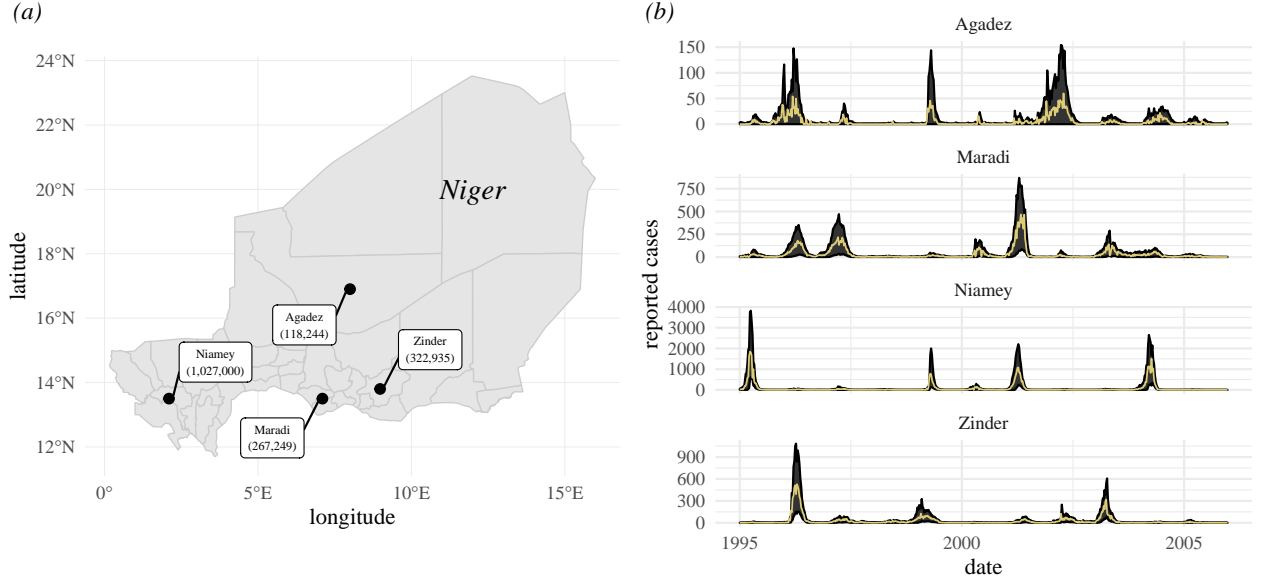 (a)
24°N
22°N
20°N
18°N
16°N
14°N
12°N
latitude
0°
5°E
10°E
15°E
longitude
Niger
Agadez
(118,244)
Zinder
(322,935)
Niamey
(1,027,000)
Maradi
(267,249)
(b)
reported cases
Agadez
150
100
50
0
Maradi
750
500
250
0
Niamey
4000
3000
2000
1000
0
Zinder
900
600
300
0
1995
2000
2005
date